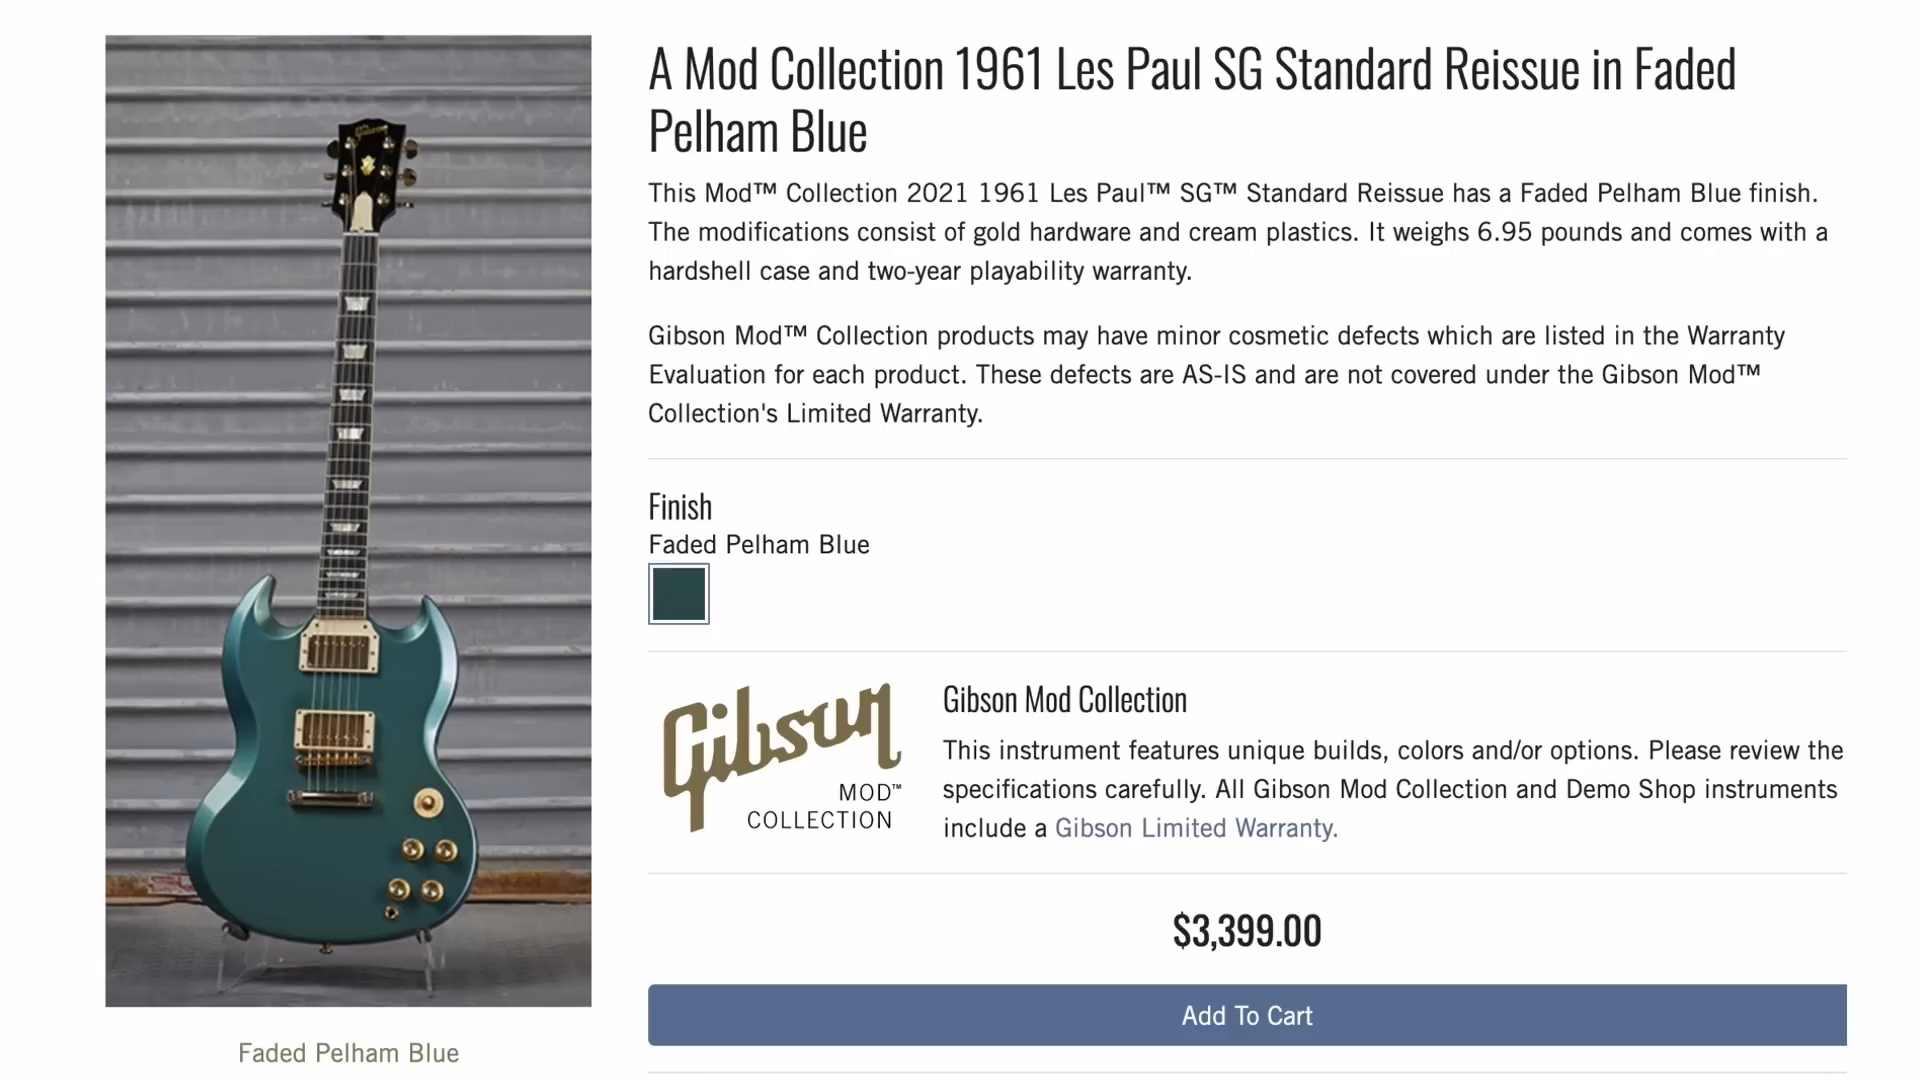 Gibson
Faded Pelham Blue
A Mod Collection 1961 Les Paul SG Standard Reissue in Faded
Pelham Blue
This Mod™ Collection 2021 1961 Les Paul™ SG™ Standard Reissue has a Faded Pelham Blue finish.
The modifications consist of gold hardware and cream plastics. It weighs 6.95 pounds and comes with a
hardshell case and two-year playability warranty.
Gibson Mod™ Collection products may have minor cosmetic defects which are listed in the Warranty
Evaluation for each product. These defects are AS-IS and are not covered under the Gibson Mod™
Collection's Limited Warranty.
Finish
Faded Pelham Blue
Gibson
MOD™
COLLECTION
Gibson Mod Collection
This instrument features unique builds, colors and/or options. Please review the
specifications carefully. All Gibson Mod Collection and Demo Shop instruments
include a Gibson Limited Warranty.
$3,399.00
Add To Cart